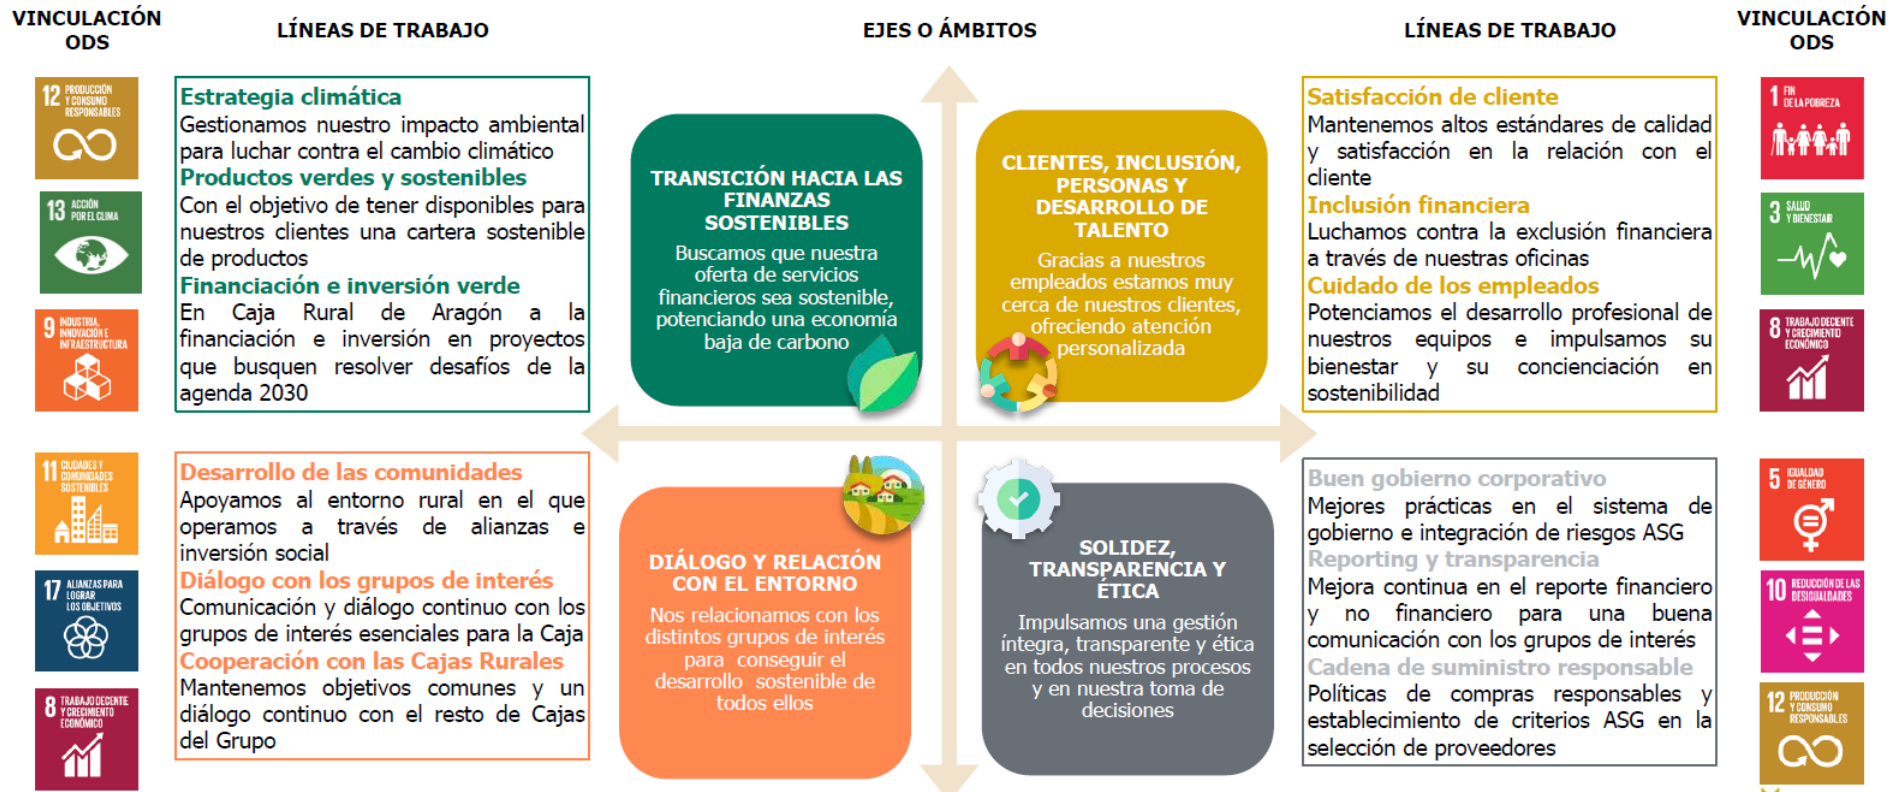 VINCULACIÓN
ODS
LÍNEAS DE TRABAJO
EJES O ÁMBITOS
LÍNEAS DE TRABAJO
VINCULACIÓN
ODS
12 PRODUCCIÓN
Y CONSUMO
RESPONSABLES
13 ACCIÓN
POR EL CLIMA
9 INDUSTRIA,
INNOVACIÓN E
INFRAESTRUCTURA
Estrategia climática
Gestionamos nuestro impacto ambiental
para luchar contra el cambio climático
Productos verdes y sostenibles
Con el objetivo de tener disponibles para
nuestros clientes una cartera sostenible
de productos
Financiación e inversión verde
En Caja Rural de Aragón a la
financiación e inversión en proyectos
que busquen resolver desafíos de la
agenda 2030
TRANSICIÓN HACIA LAS
FINANZAS
SOSTENIBLES
Buscamos que nuestra
oferta de servicios
financieros sea sostenible,
potenciando una economía
baja de carbono
CLIENTES, INCLUSIÓN,
PERSONAS Y
DESARROLLO DE
TALENTO
Gracias a nuestros
empleados estamos muy
cerca de nuestros clientes,
ofreciendo atención
personalizada
Satisfacción de cliente
Mantenemos altos estándares de calidad
y satisfacción en la relación con el
cliente
Inclusión financiera
Luchamos contra la exclusión financiera
a través de nuestras oficinas
Cuidado de los empleados
Potenciamos el desarrollo profesional de
nuestros equipos e impulsamos su
bienestar y su concienciación en
sostenibilidad
1 FIN
DE LA POBREZA
3 SALUD
Y BIENESTAR
8 TRABAJO DECENTE
Y CRECIMIENTO
ECONÓMICO
11 CIUDADES Y
COMUNIDADES
SOSTENIBLES
17 ALIANZAS PARA
LOGRAR
LOS OBJETIVOS
8 TRABAJO DECENTE
Y CRECIMIENTO
ECONÓMICO
Desarrollo de las comunidades
Apoyamos al entorno rural en el que
operamos a través de alianzas e
inversión social
Diálogo con los grupos de interés
Comunicación y diálogo continuo con los
grupos de interés esenciales para la Caja
Cooperación con las Cajas Rurales
Mantenemos objetivos comunes y un
diálogo continuo con el resto de Cajas
del Grupo
DIÁLOGO Y RELACIÓN
CON EL ENTORNO
Nos relacionamos con los
distintos grupos de interés
para conseguir el
desarrollo sostenible de
todos ellos
SOLIDEZ,
TRANSPARENCIA Y
ÉTICA
Impulsamos una gestión
íntegra, transparente y ética
en todos nuestros procesos
y en nuestra toma de
decisiones
Buen gobierno corporativo
Mejores prácticas en el sistema de
gobierno e integración de riesgos ASG
Reporting y transparencia
Mejora continua en el reporte financiero
y no financiero para una buena
comunicación con los grupos de interés
Cadena de suministro responsable
Políticas de compras responsables y
establecimiento de criterios ASG en la
selección de proveedores
5 IGUALDAD
DE GÉNERO
10 REDUCCIÓN DE LAS
DESIGUALDADES
12 PRODUCCIÓN
Y CONSUMO
RESPONSABLES